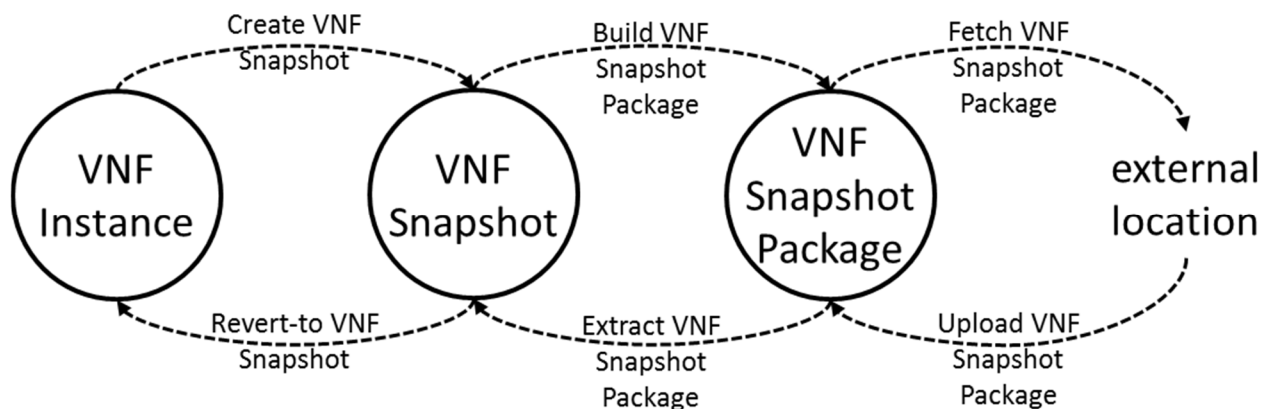 Create VNF
Snapshot
Build VNF
Snapshot
Package
Fetch VNF
Snapshot
Package
VNF
Instance
VNF
Snapshot
VNF
Snapshot
Package
external
location
Revert-to VNF
Snapshot
Extract VNF
Snapshot
Package
Upload VNF
Snapshot
Package